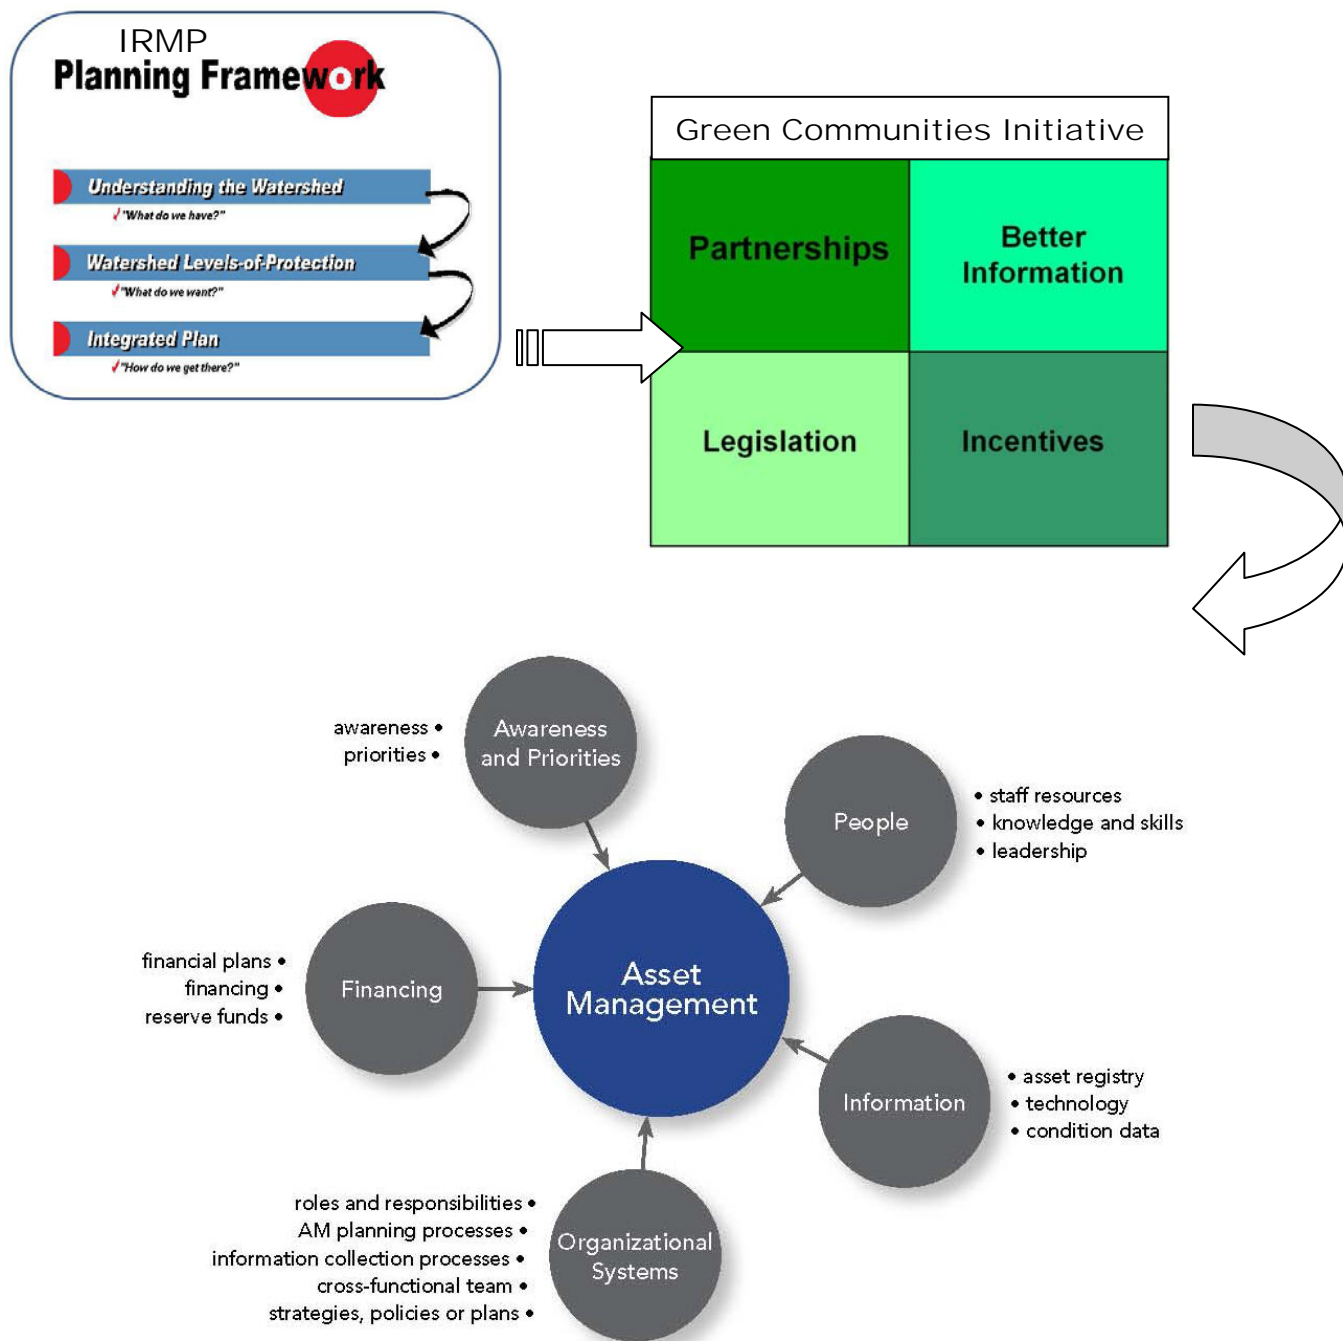 IRMP
Planning Framework
Understanding the Watershed
✓"What do we have?"
Watershed Levels-of-Protection
✓"What do we want?"
Integrated Plan
✓"How do we get there?"
Green Communities Initiative
Partnerships
Better
Information
Legislation
Incentives
awareness •
priorities •
Awareness
and Priorities
People
• staff resources
• knowledge and skills
• leadership
financial plans •
financing •
reserve funds •
Financing
Asset
Management
Information
• asset registry
• technology
• condition data
roles and responsibilities •
AM planning processes •
information collection processes •
cross-functional team •
strategies, policies or plans •
Organizational
Systems